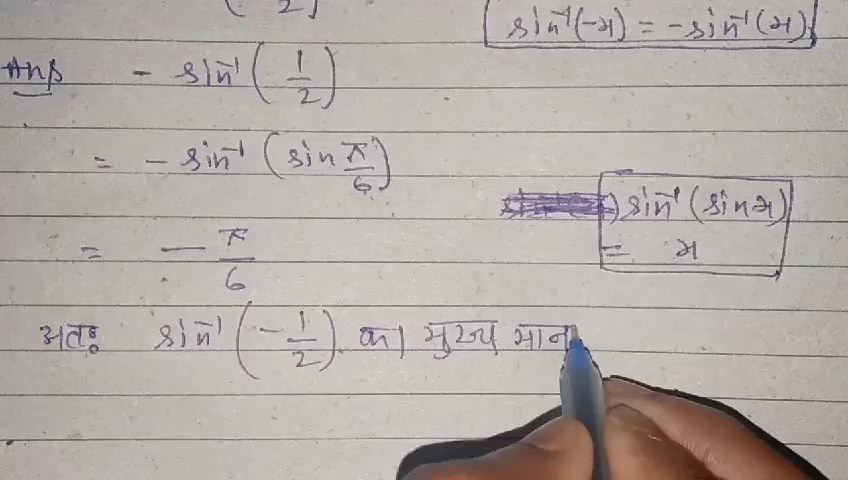 sin⁻¹(-x) = -sin⁻¹(x)
Ans - sin⁻¹(1/2)
= - sin⁻¹(sin π/6)
sin⁻¹(sin x)
= x
= - π/6
अतः sin⁻¹(-1/2) का मुख्य मान